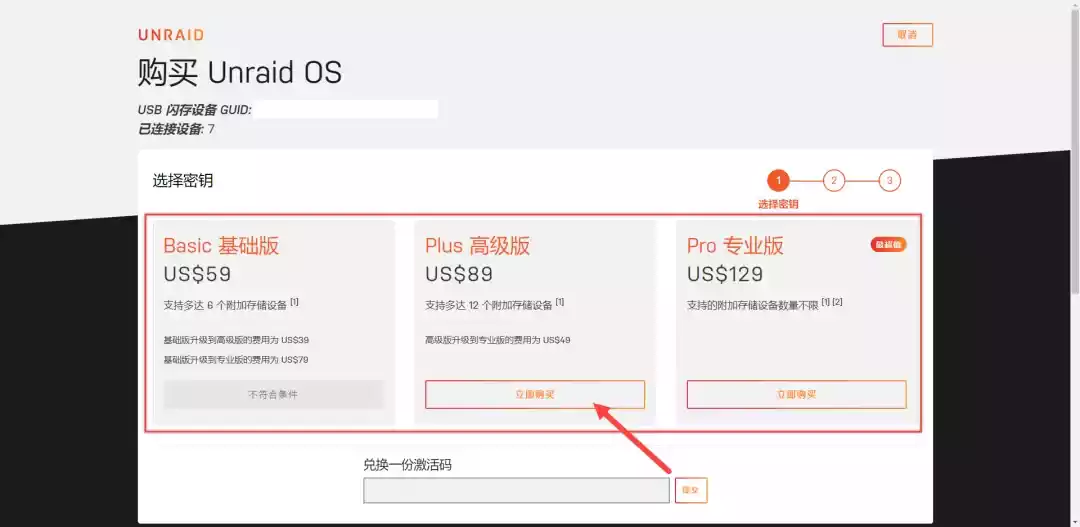 UNRAID
取消
购买 Unraid OS
USB 闪存设备 GUID:
已连接设备: 7
选择密钥
1
2
3
选择密钥
Basic 基础版
US$59
支持多达 6 个附加存储设备 [1]
基础版升级到高级版的费用为 US$39
基础版升级到专业版的费用为 US$79
不符合条件
Plus 高级版
US$89
支持多达 12 个附加存储设备 [1]
高级版升级到专业版的费用为 US$49
立即购买
Pro 专业版
最超值
US$129
支持的附加存储设备数量不限 [1] [2]
立即购买
兑换一份激活码
提交